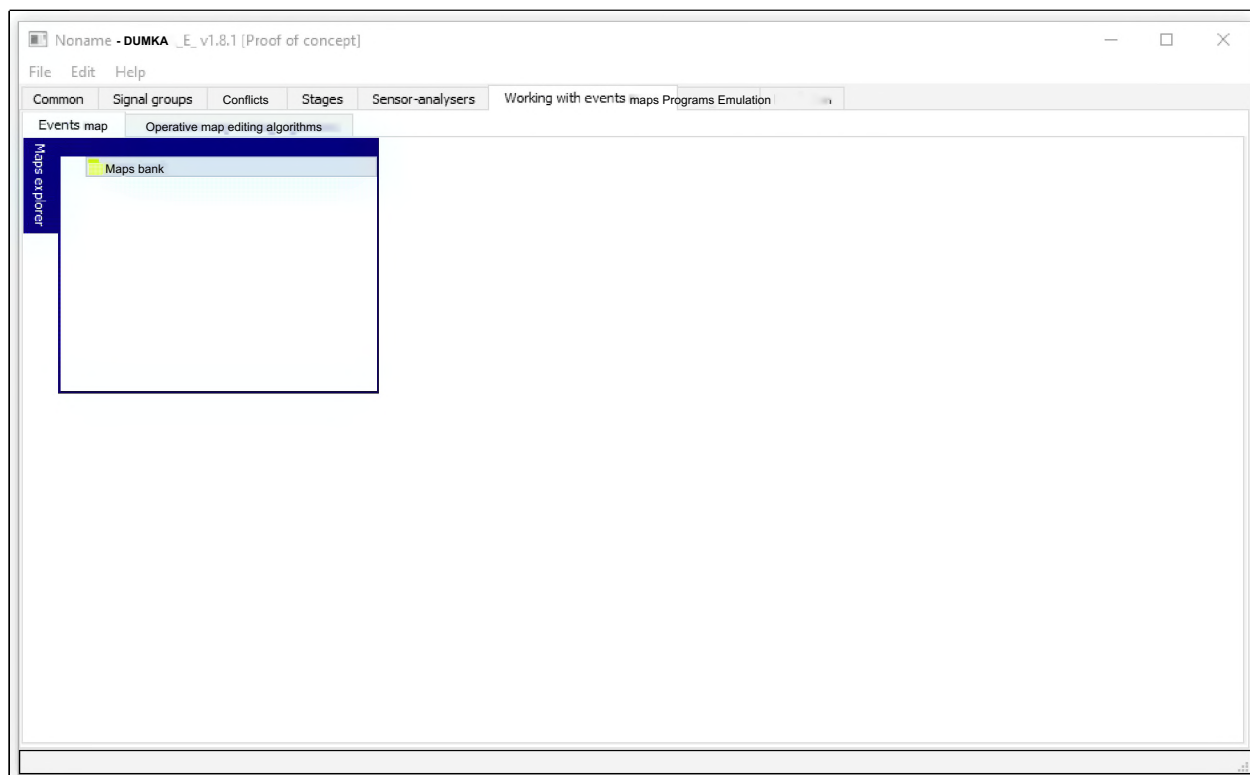 Noname - DUMKA _E_ v1.8.1 [Proof of concept]
File Edit Help
Common Signal groups Conflicts Stages Sensor-analysers Working with events maps Programs Emulation
Events map Operative map editing algorithms
Maps explorer
Maps bank